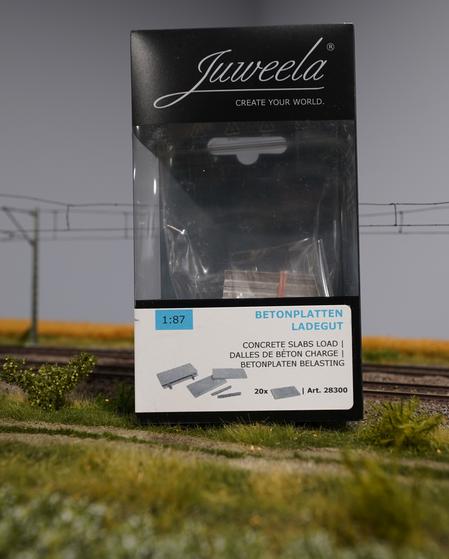 Juweela®
CREATE YOUR WORLD.
1:87
BETONPLATTEN
LADEGUT
CONCRETE SLABS LOAD |
DALLES DE BÉTON CHARGE |
BETONPLATEN BELASTING
20x | Art. 28300